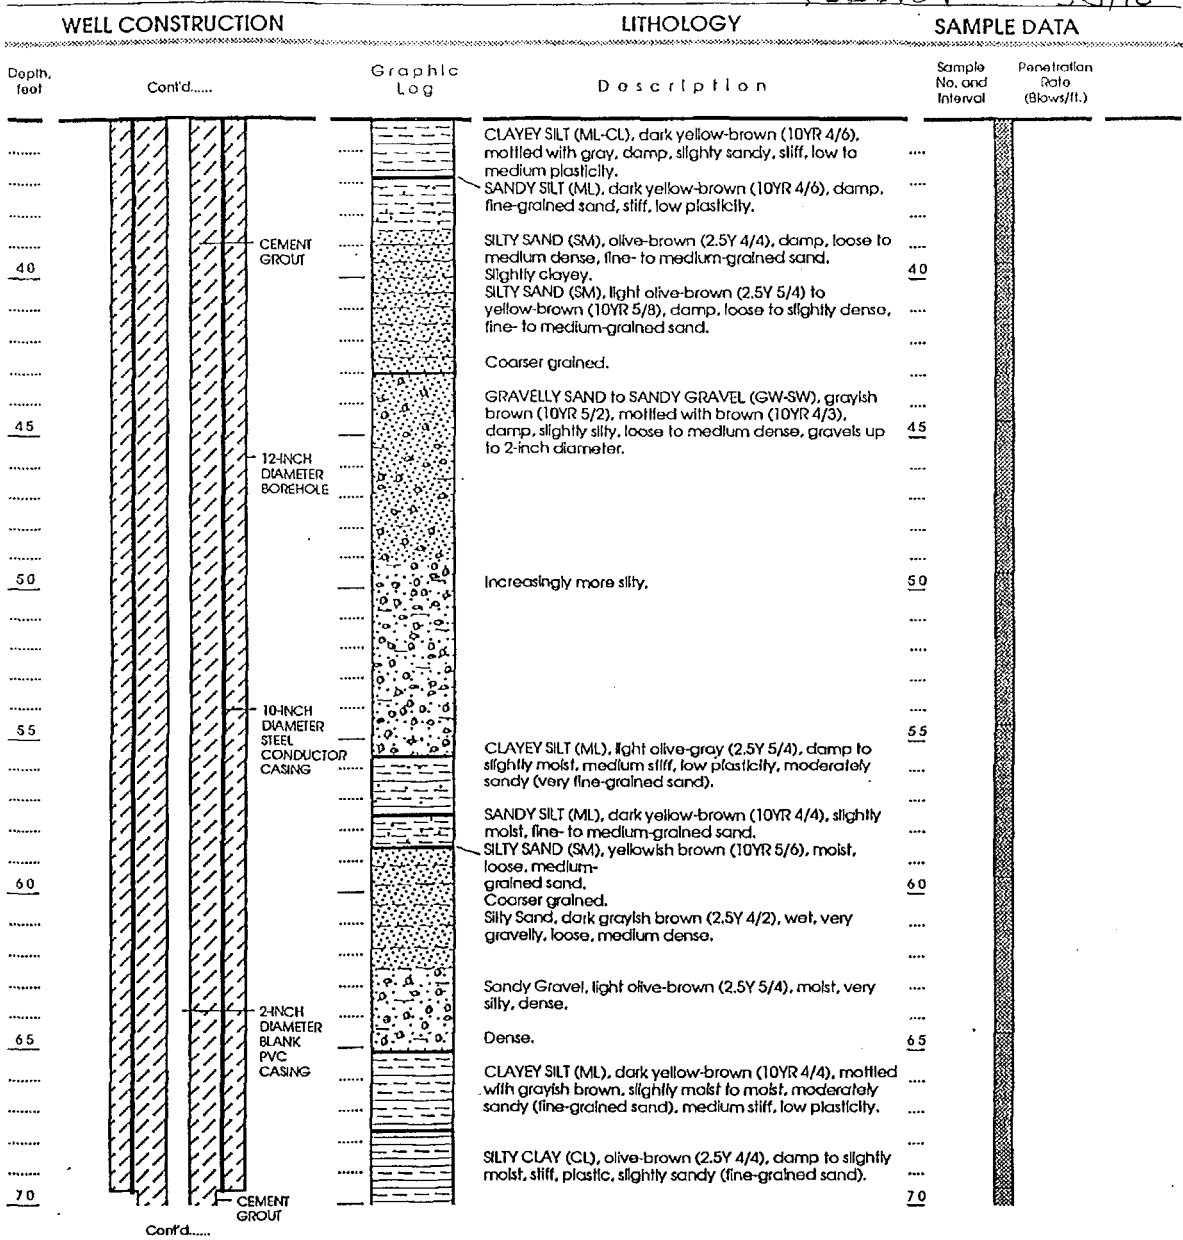 WELL CONSTRUCTION
LITHOLOGY
SAMPLE DATA
Depth, feet
Cont'd......
Graphic Log
Description
Sample No. and Interval
Penetration Rate (Blows/ft.)
CLAYEY SILT (ML-CL), dark yellow-brown (10YR 4/6),
mottled with gray, damp, slighty sandy, stiff, low to
medium plasticity.
SANDY SILT (ML), dark yellow-brown (10YR 4/6), damp,
fine-grained sand, stiff, low plasticity.
CEMENT
GROUT
SILTY SAND (SM), olive-brown (2.5Y 4/4), damp, loose to
medium dense, fine- to medium-grained sand.
40
Slightly clayey.
40
SILTY SAND (SM), light olive-brown (2.5Y 5/4) to
yellow-brown (10YR 5/8), damp, loose to slightly dense,
fine- to medium-grained sand.
Coarser grained.
GRAVELLY SAND to SANDY GRAVEL (GW-SW), grayish
brown (10YR 5/2), mottled with brown (10YR 4/3),
45
damp, slightly silty, loose to medium dense, gravels up
45
to 2-inch diameter.
12-INCH
DIAMETER
BOREHOLE
50
Increasingly more silty.
50
10-INCH
DIAMETER
STEEL
CONDUCTOR
CASING
55
55
CLAYEY SILT (ML), light olive-gray (2.5Y 5/4), damp to
slightly moist, medium stiff, low plasticity, moderately
sandy (very fine-grained sand).
SANDY SILT (ML), dark yellow-brown (10YR 4/4), slightly
moist, fine- to medium-grained sand.
SILTY SAND (SM), yellowish brown (10YR 5/6), moist,
loose, medium-
60
grained sand.
60
Coarser grained.
Silty Sand, dark grayish brown (2.5Y 4/2), wet, very
gravelly, loose, medium dense.
Sandy Gravel, light olive-brown (2.5Y 5/4), moist, very
silty, dense.
2-INCH
DIAMETER
BLANK
PVC
CASING
65
Dense.
65
CLAYEY SILT (ML), dark yellow-brown (10YR 4/4), mottled
with grayish brown, slightly moist to moist, moderately
sandy (fine-grained sand), medium stiff, low plasticity.
SILTY CLAY (CL), olive-brown (2.5Y 4/4), damp to slightly
moist, stiff, plastic, slightly sandy (fine-grained sand).
70
70
CEMENT
GROUT
Cont'd......